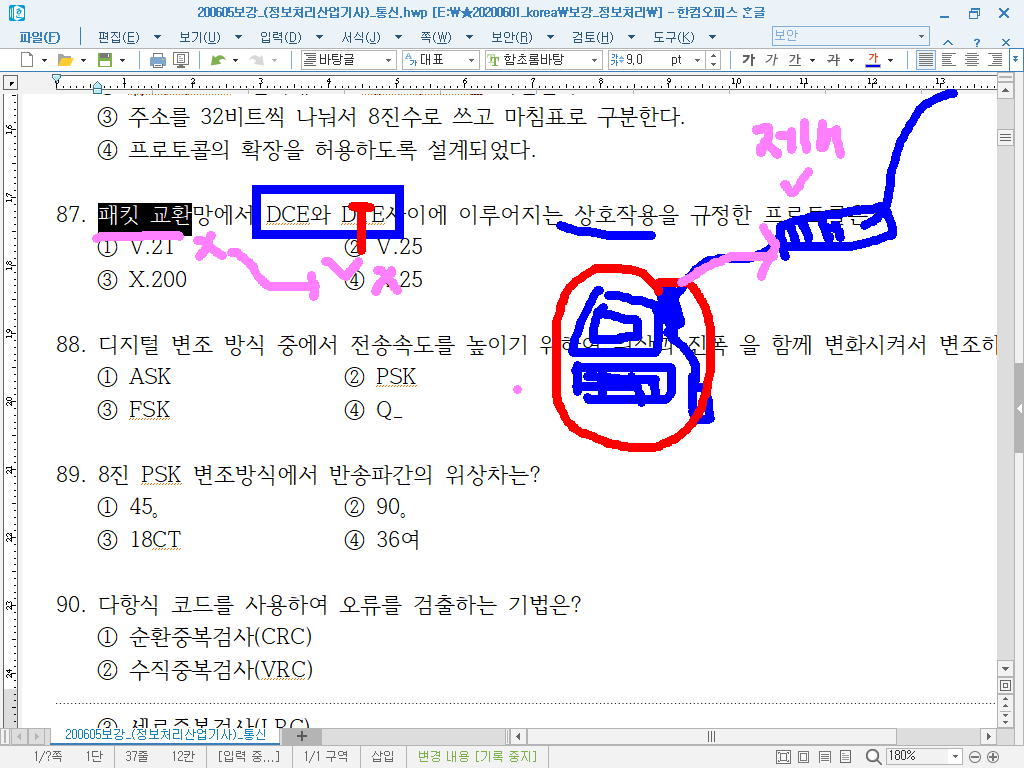 200605보강_(정보처리산업기사)_통신.hwp [E:₩★20200601_korea₩보강_정보처리₩] - 한컴오피스 흔글
파일(F) 편집(E) 보기(U) 입력(D) 서식(J) 쪽(W) 보안(R) 검토(H) 도구(K) 보안
바탕글 대표 함초롬바탕 9,0 pt 가 가 가 가 가
1 2 3 4 5 6 7 8 9 10 11 12 13
③ 주소를 32비트씩 나눠서 8진수로 쓰고 마침표로 구분한다.
④ 프로토콜의 확장을 허용하도록 설계되었다.
제어
87. 패킷 교환망에서 DCE와 DTE사이에 이루어지는 상호작용을 규정한 프로토콜은
① V.21 ② V.25
③ X.200 ④ X.25
88. 디지털 변조 방식 중에서 전송속도를 높이기 위하여 위상과 진폭 을 함께 변화시켜서 변조하
① ASK ② PSK
③ FSK ④ Q_
89. 8진 PSK 변조방식에서 반송파간의 위상차는?
① 45。 ② 90。
③ 18CT ④ 36여
90. 다항식 코드를 사용하여 오류를 검출하는 기법은?
① 순환중복검사(CRC)
② 수직중복검사(VRC)
③ 세로중복검사(LRC)
200605보강_(정보처리산업기사)_통신
1/?쪽 1단 37줄 12칸 [입력 중...] 1/1 구역 삽입 변경 내용 [기록 중지] 180%